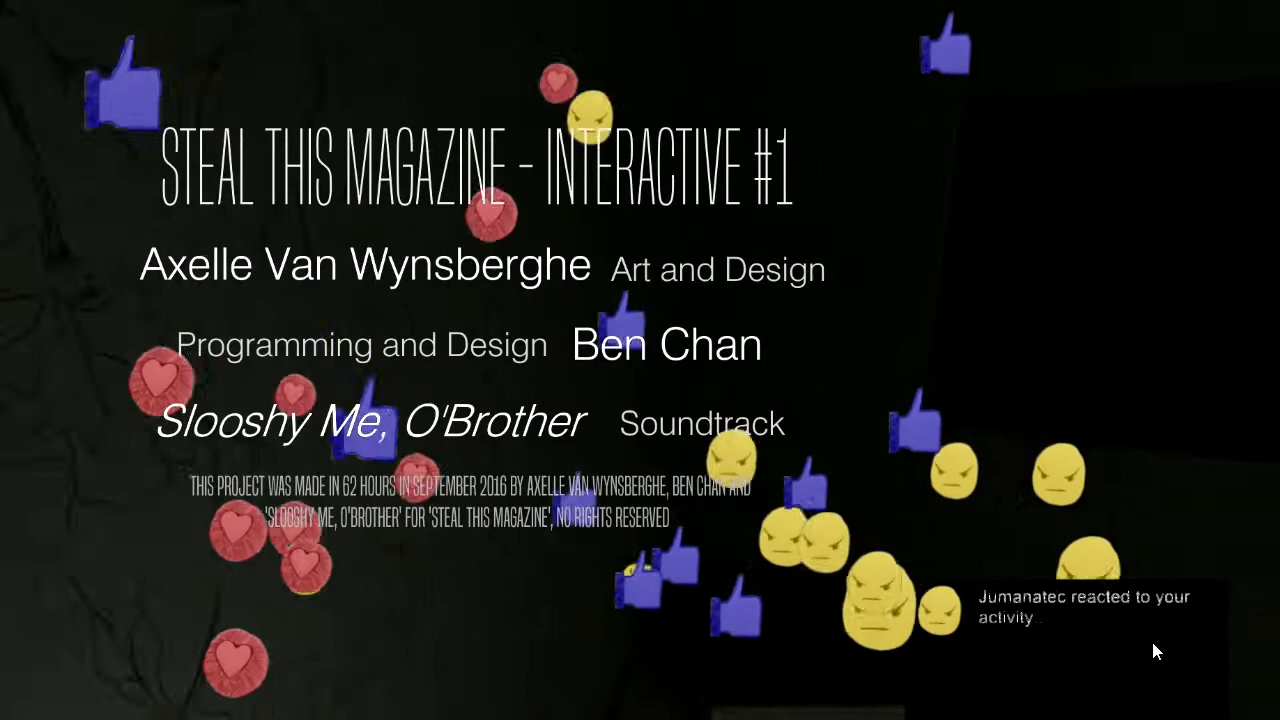 STEAL THIS MAGAZINE - INTERACTIVE #1
Axelle Van Wynsberghe Art and Design
Programming and Design Ben Chan
Slooshy Me, O'Brother Soundtrack
THIS PROJECT WAS MADE IN 62 HOURS IN SEPTEMBER 2016 BY AXELLE VAN WYNSBERGHE, BEN CHAN AND
'SLOOSHY ME, O'BROTHER' FOR 'STEAL THIS MAGAZINE', NO RIGHTS RESERVED
Jumanatec reacted to your
activity..